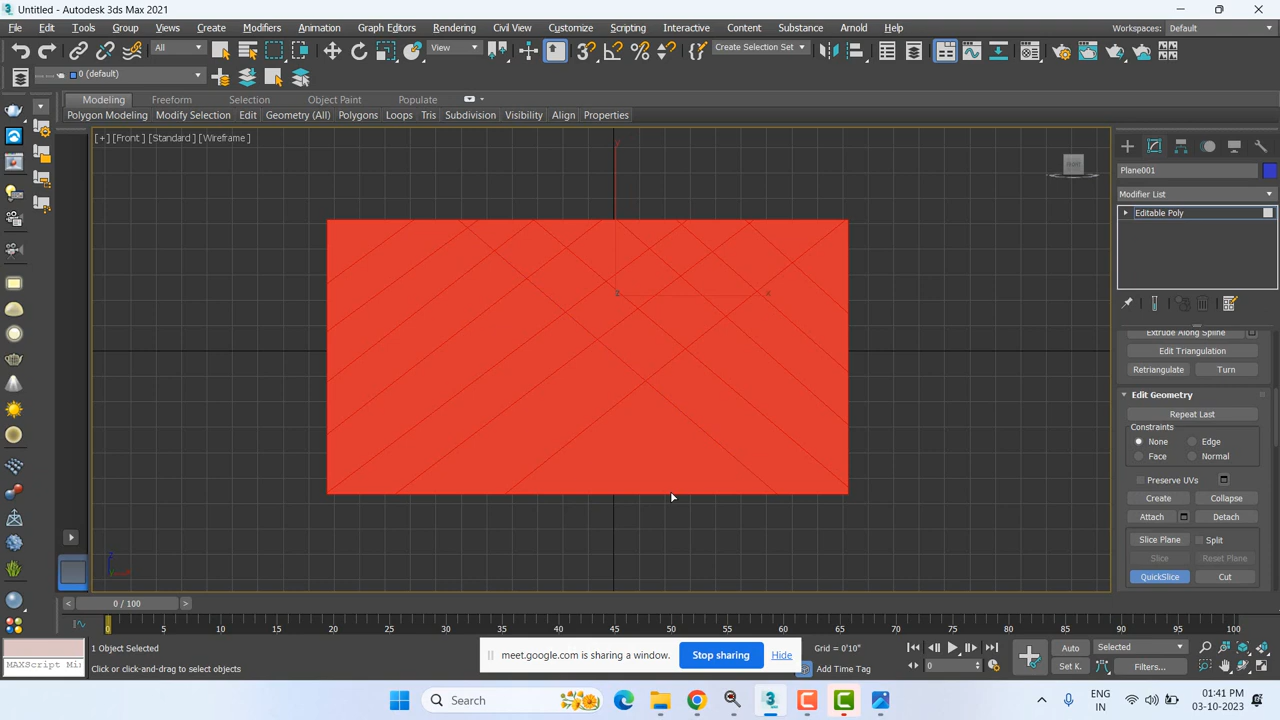 Untitled - Autodesk 3ds Max 2021
File Edit Tools Group Views Create Modifiers Animation Graph Editors Rendering Civil View Customize Scripting Interactive Content Substance Arnold Help
Workspaces: Default
All
View
Create Selection Set
0 (default)
Modeling Freeform Selection Object Paint Populate
Polygon Modeling Modify Selection Edit Geometry (All) Polygons Loops Tris Subdivision Visibility Align Properties
[+] [Front ] [Standard ] [Wireframe ]
FRONT
Plane001
Modifier List
Editable Poly
Extrude Along Spline
Edit Triangulation
Retriangulate Turn
Edit Geometry
Repeat Last
Constraints
None Edge
Face Normal
Preserve UVs
Create Collapse
Attach Detach
Slice Plane Split
Slice Reset Plane
QuickSlice Cut
y
z x
z
x
< 0 / 100 >
0 5 10 15 20 25 30 35 40 45 50 55 60 65 70 75 80 85 90 95 100
1 Object Selected
MAXScript Mi
Click or click-and-drag to select objects
meet.google.com is sharing a window. Stop sharing Hide
Grid = 0'10"
Add Time Tag
0
Auto Selected
Set K. Filters...
Search
ENG
IN
01:41 PM
03-10-2023